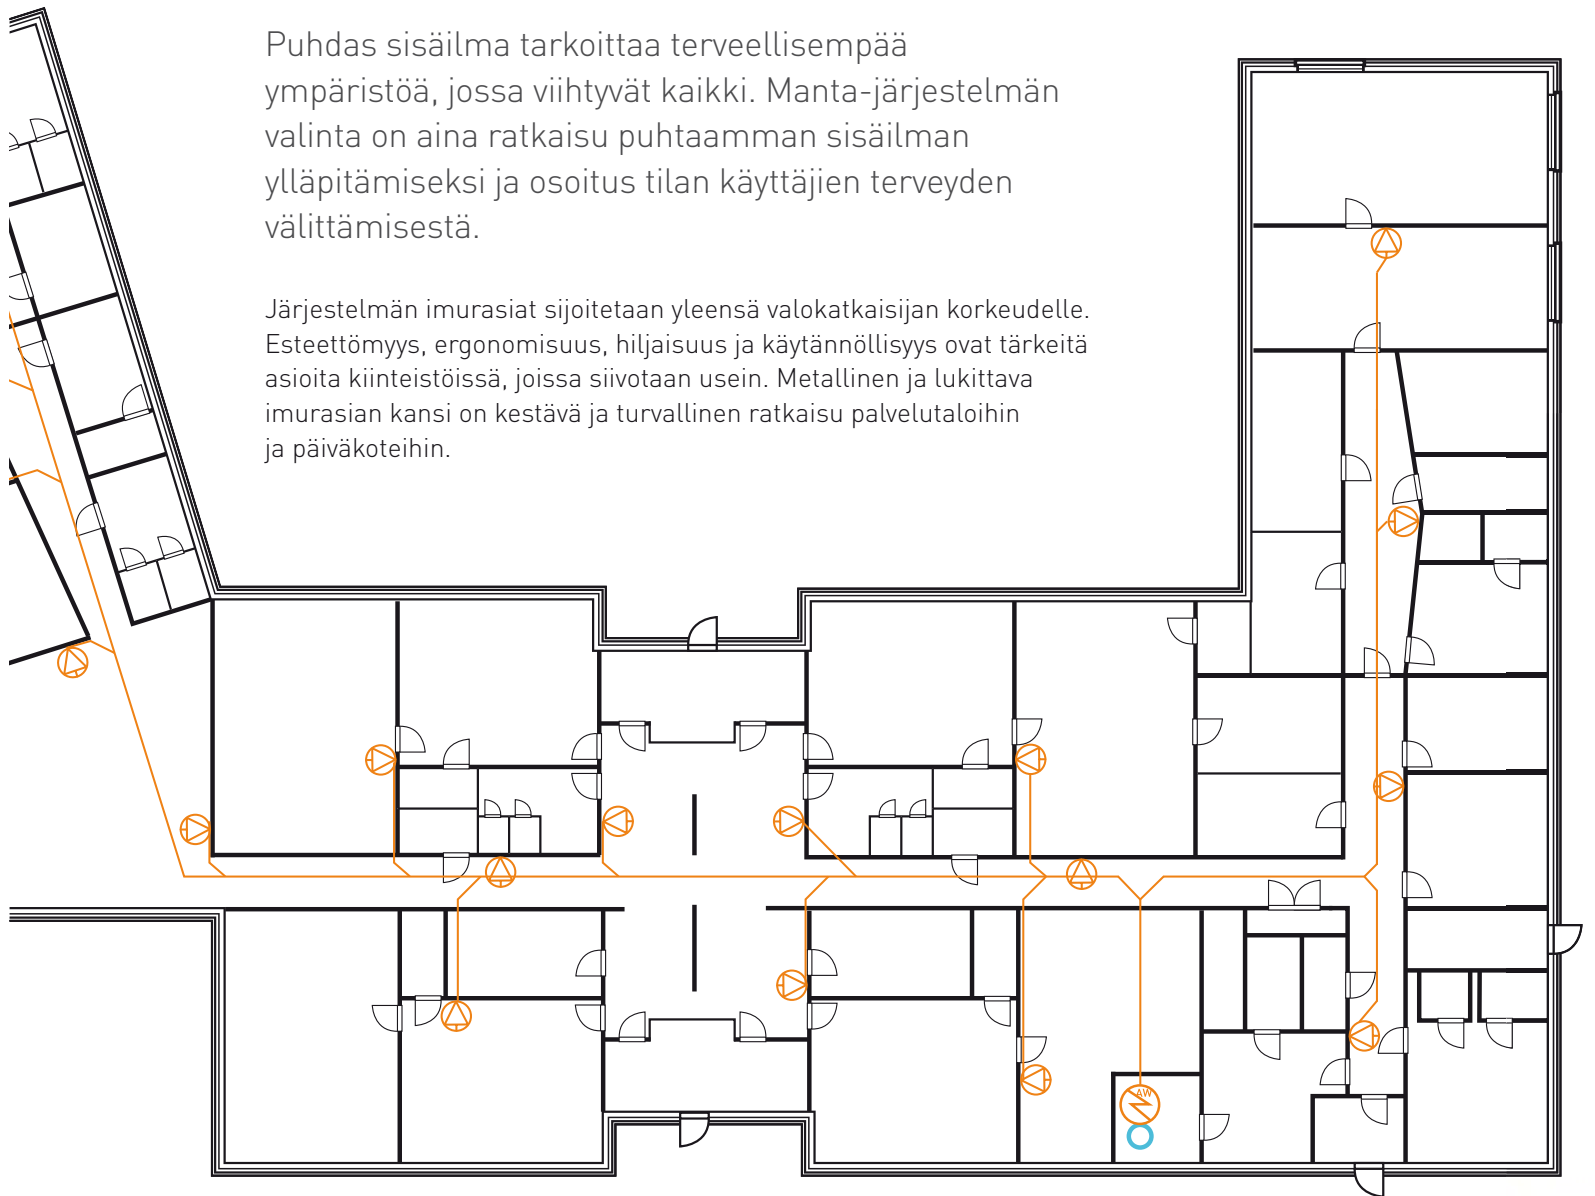 Puhdas sisäilma tarkoittaa terveellisempää
ympäristöä, jossa viihtyvät kaikki. Manta-järjestelmän
valinta on aina ratkaisu puhtaamman sisäilman
ylläpitämiseksi ja osoitus tilan käyttäjien terveyden
välittämisestä.
Järjestelmän imurasiat sijoitetaan yleensä valokatkaisijan korkeudelle.
Esteettömyys, ergonomisuus, hiljaisuus ja käytännöllisyys ovat tärkeitä
asioita kiinteistöissä, joissa siivotaan usein. Metallinen ja lukittava
imurasian kansi on kestävä ja turvallinen ratkaisu palvelutaloihin
ja päiväkoteihin.
AW